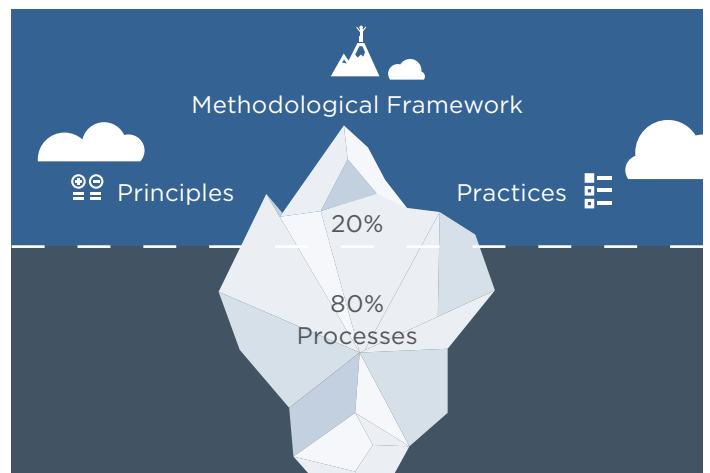 Methodological Framework
Principles
Practices
20%
80%
Processes